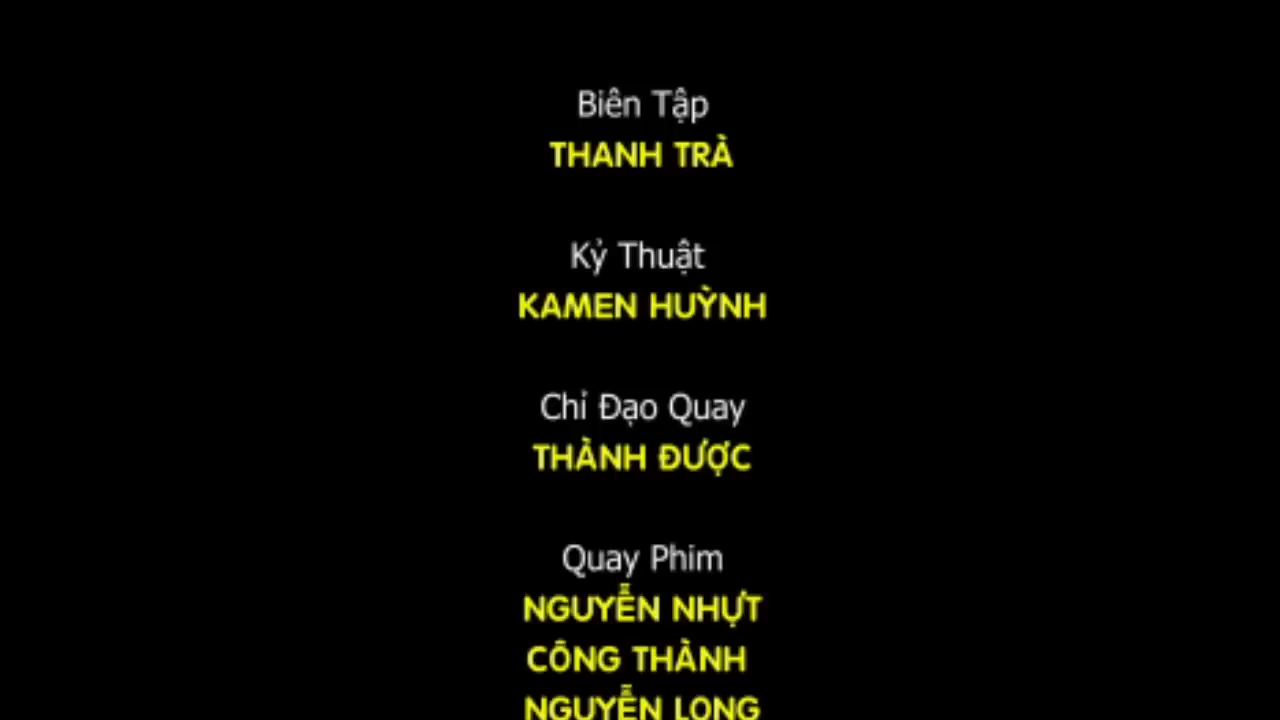 Biên Tập
THANH TRÀ
Kỷ Thuật
KAMEN HUỲNH
Chỉ Đạo Quay
THÀNH ĐƯỢC
Quay Phim
NGUYỄN NHỰT
CÔNG THÀNH
NGUYỄN LONG